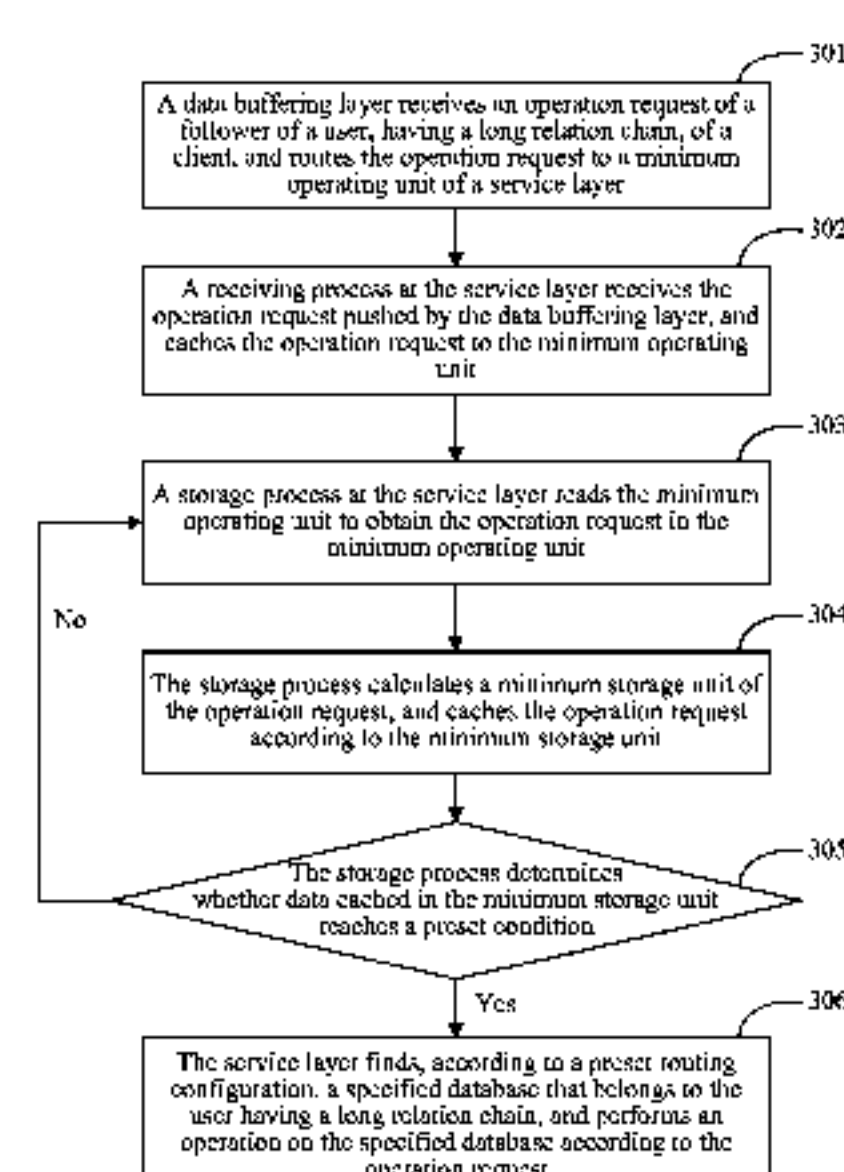 301
A data buffering layer receives an operation request of a
follower of a user, having a long relation chain, of a
client, and routes the operation request to a minimum
operating unit of a service layer
302
A receiving process at the service layer receives the
operation request pushed by the data buffering layer, and
caches the operation request to the minimum operating
unit
303
A storage process at the service layer reads the minimum
operating unit to obtain the operation request in the
minimum operating unit
No
304
The storage process calculates a minimum storage unit of
the operation request, and caches the operation request
according to the minimum storage unit
305
The storage process determines
whether data cached in the minimum storage unit
reaches a preset condition
Yes
306
The service layer finds, according to a preset routing
configuration, a specified database that belongs to the
user having a long relation chain, and performs an
operation on the specified database according to the
operation request